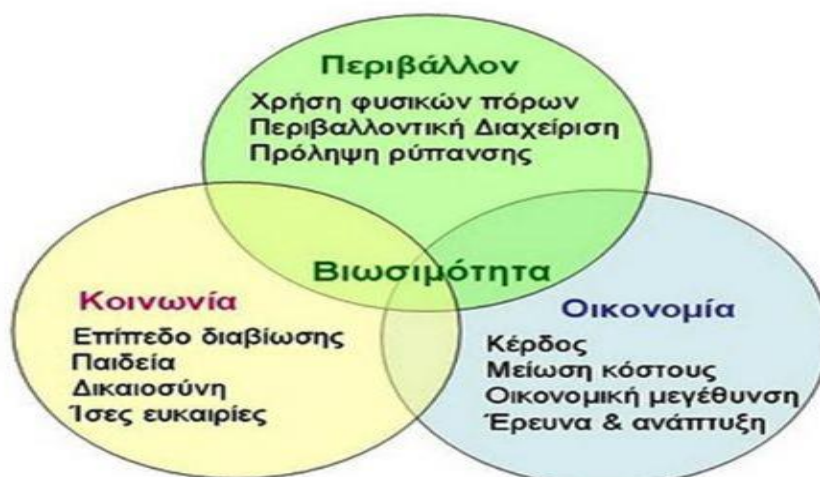 Περιβάλλον
Χρήση φυσικών πόρων
Περιβαλλοντική Διαχείριση
Πρόληψη ρύπανσης
Βιωσιμότητα
Κοινωνία
Επίπεδο διαβίωσης
Παιδεία
Δικαιοσύνη
Ίσες ευκαιρίες
Οικονομία
Κέρδος
Μείωση κόστους
Οικονομική μεγέθυνση
Έρευνα & ανάπτυξη